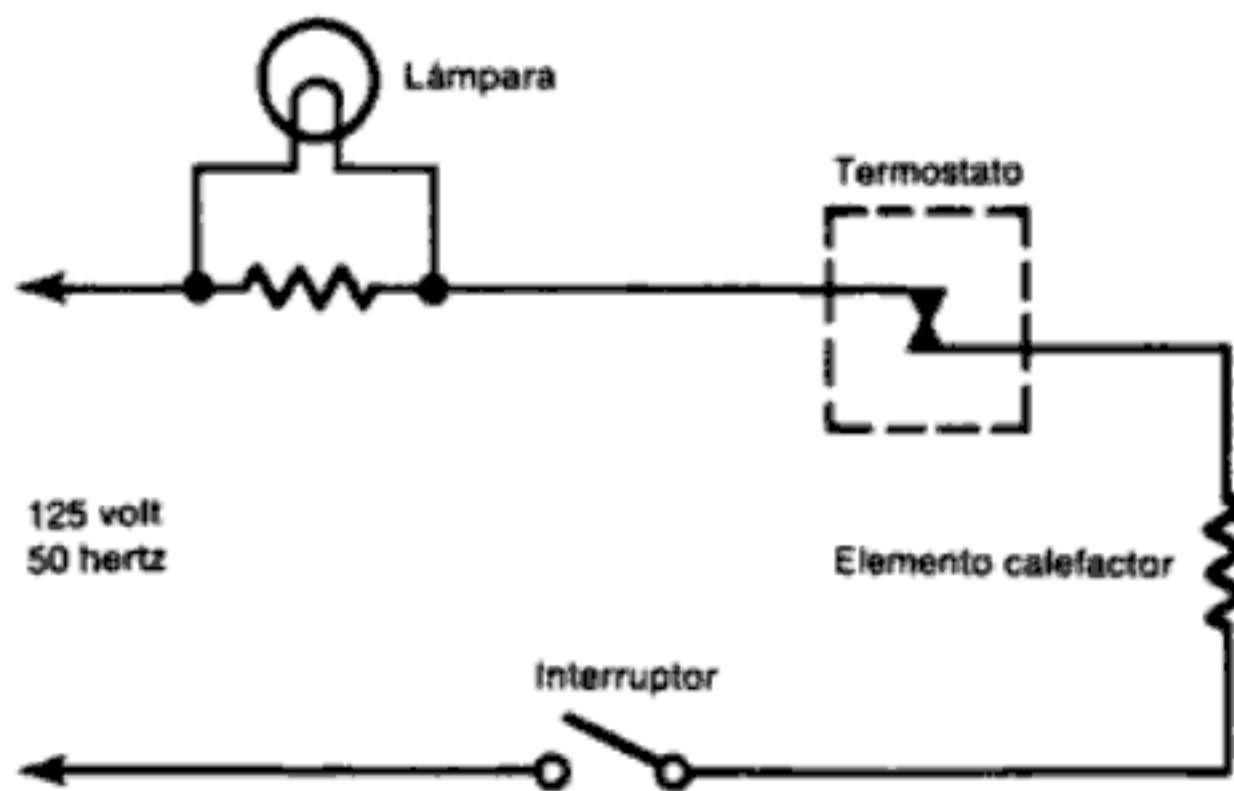 Lámpara
Termostato
125 volt
50 hertz
Elemento calefactor
Interruptor